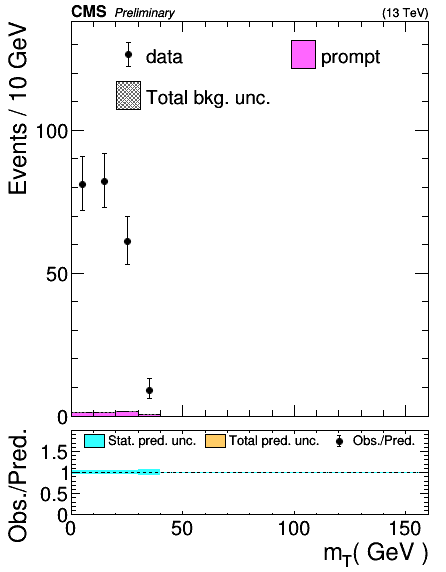 CMS Preliminary (13 TeV)
data prompt
Total bkg. unc.
Events / 10 GeV
100
50
0
Stat. pred. unc. Total pred. unc. Obs./Pred.
Obs./Pred.
1.5
1
0.5
0
0 50 100 150
m_T( GeV )